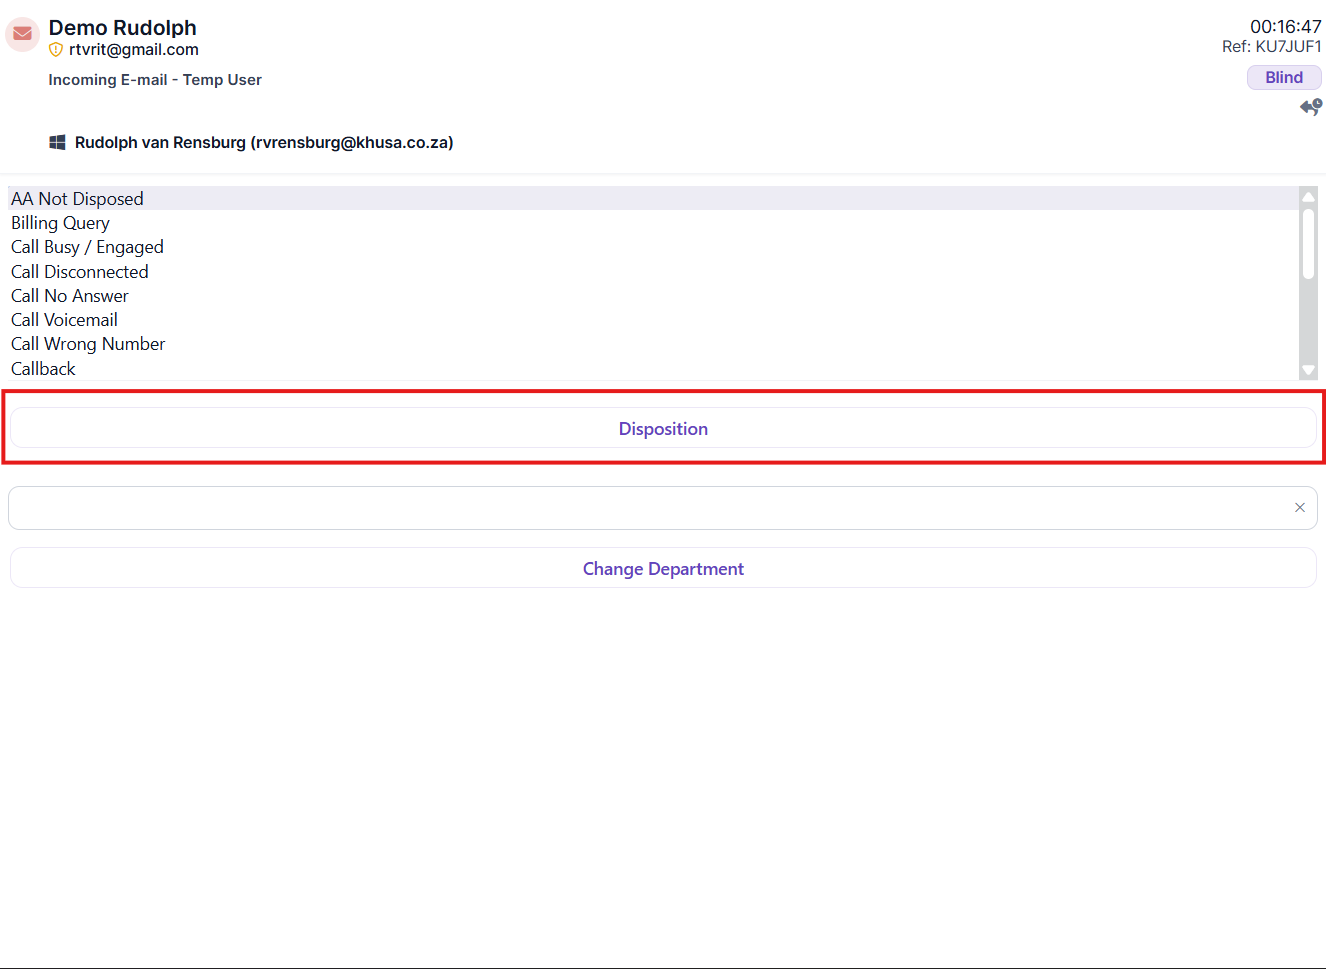 Demo Rudolph
00:16:47
rtvrit@gmail.com
Ref: KU7JUF1
Incoming E-mail - Temp User
Blind
Rudolph van Rensburg (rvrensburg@khusa.co.za)
AA Not Disposed
Billing Query
Call Busy / Engaged
Call Disconnected
Call No Answer
Call Voicemail
Call Wrong Number
Callback
Disposition
Change Department